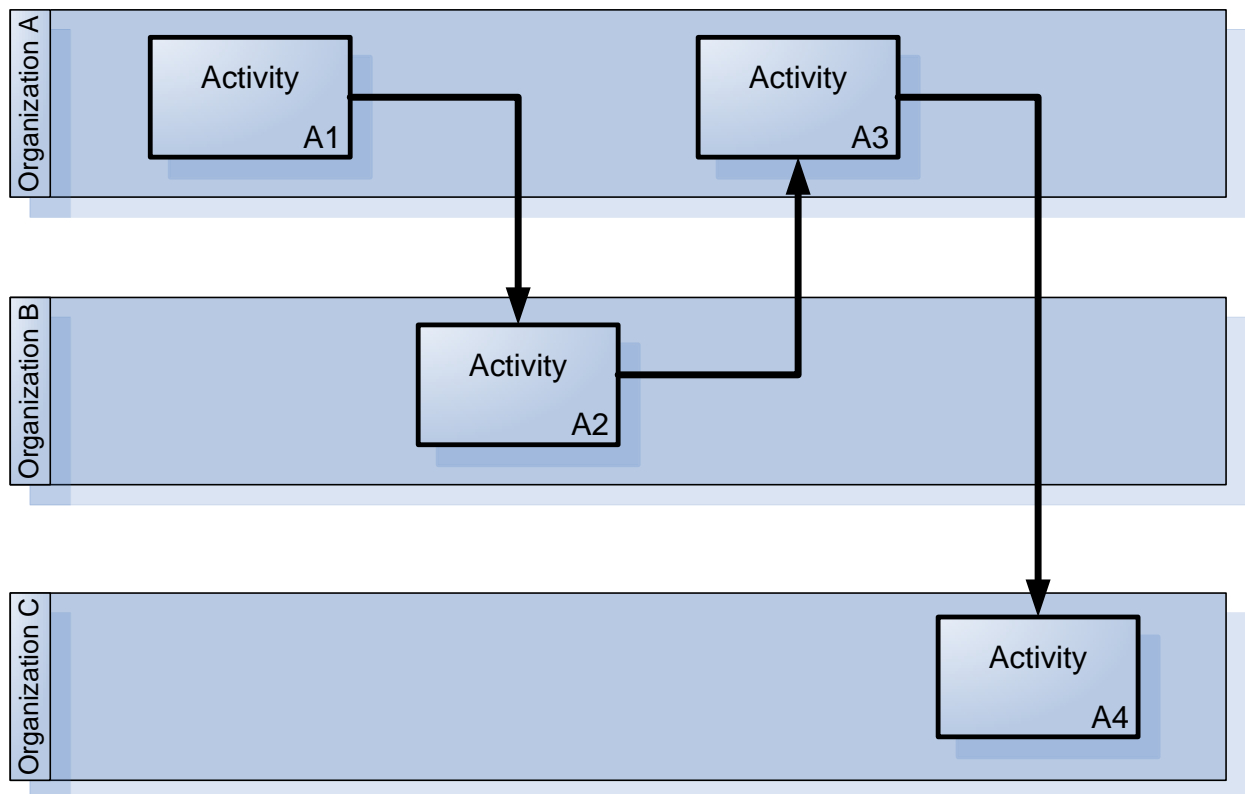 Organization A
Activity
A1
Activity
A3
Organization B
Activity
A2
Organization C
Activity
A4